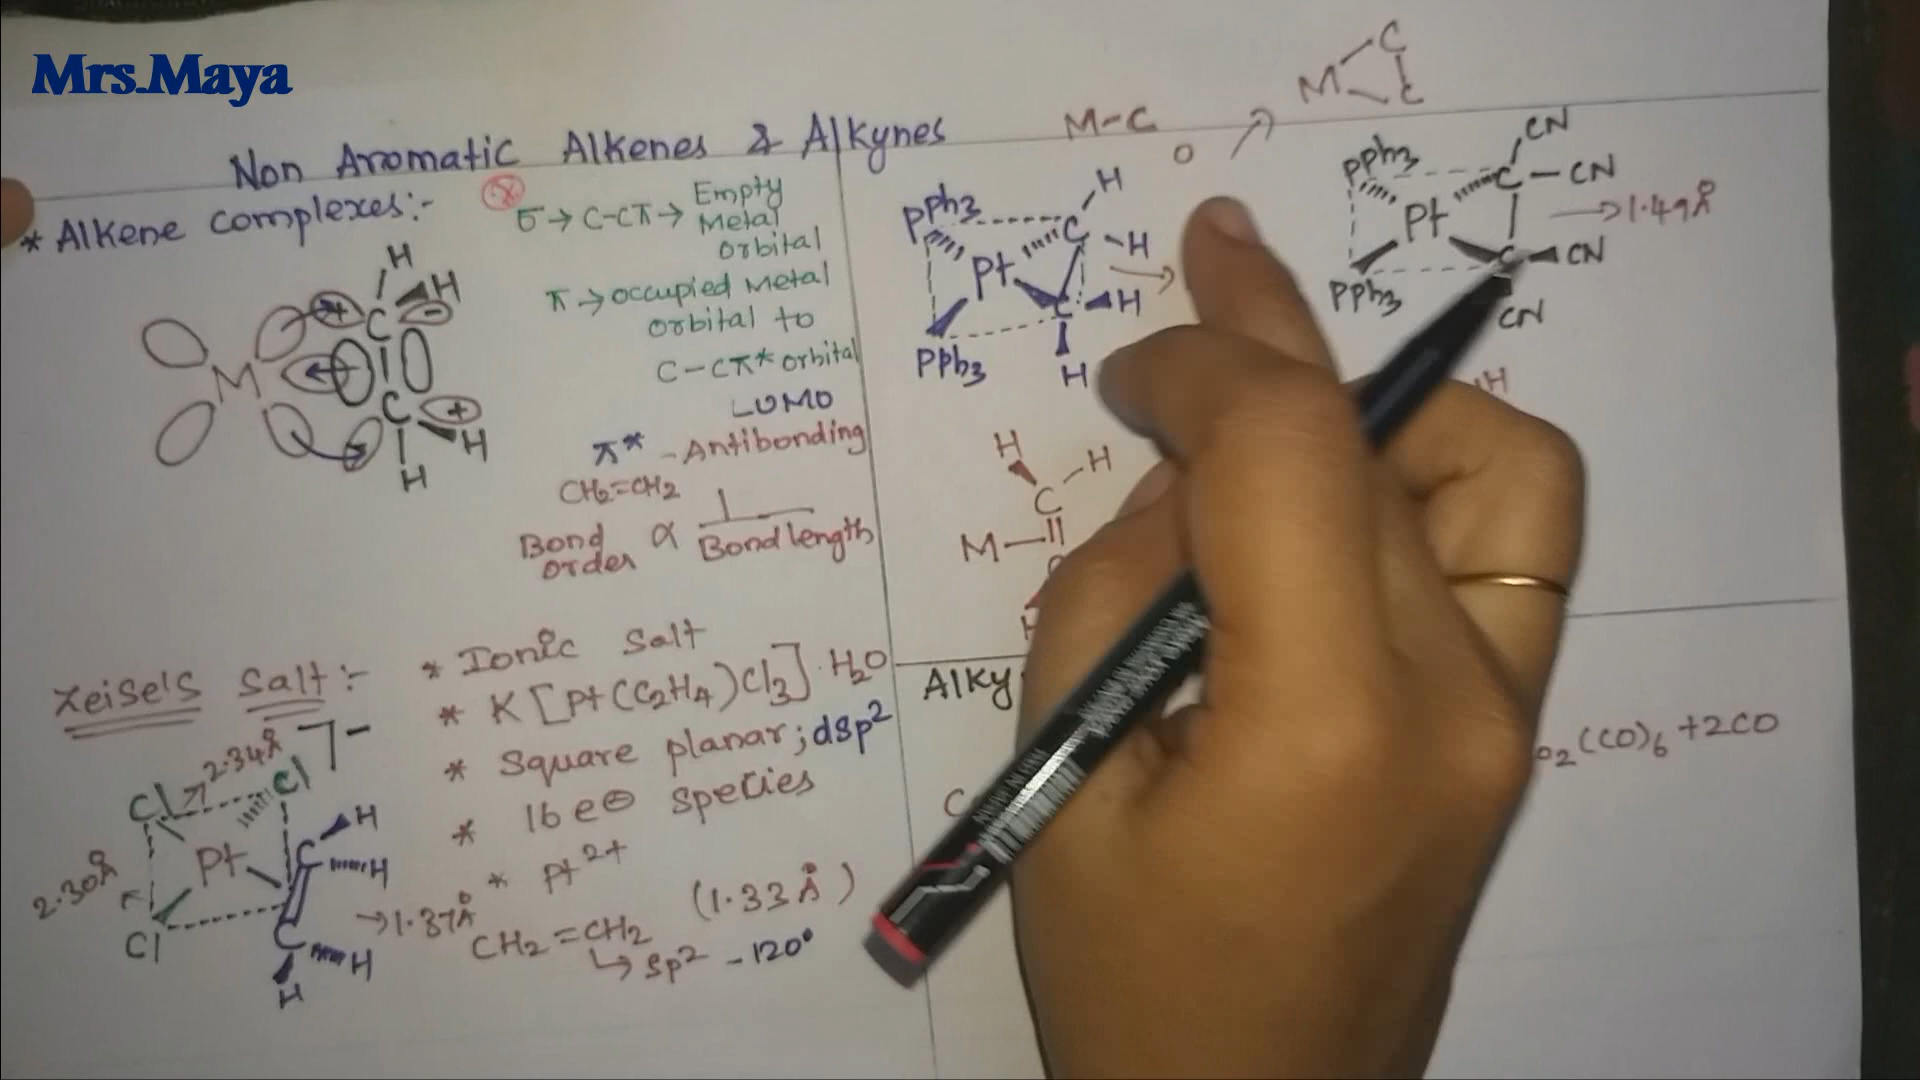 Mrs.Maya
Non Aromatic Alkenes & Alkynes
* Alkene complexes:-
σ → C-Cπ → Empty
Metal
orbital
π → occupied Metal
orbital to
C-Cπ* orbital
LUMO
π* - Antibonding
CH2=CH2
Bond order ∝ 1 / Bond length
H
H
M
C
C
H
H
Zeise's Salt:-
* Ionic Salt
* K[Pt(C2H4)Cl3]·H2O
* Square planar; dsp2
* 16 e⊖ species
* Pt2+
CH2=CH2 (1.33Å)
↳ sp2 - 120°
]-
2.34Å
Cl
Cl
Pt
2.30Å
Cl
C
H
H
→1.37Å
C
H
H
M-C
M
C
C
PPh3
Pt
PPh3
C
H
H
C
H
H
PPh3
Pt
PPh3
C
CN
CN
→1.49Å
C
CN
CN
H
H
H
C
M
H
Alky
C
O2(CO)6+2CO